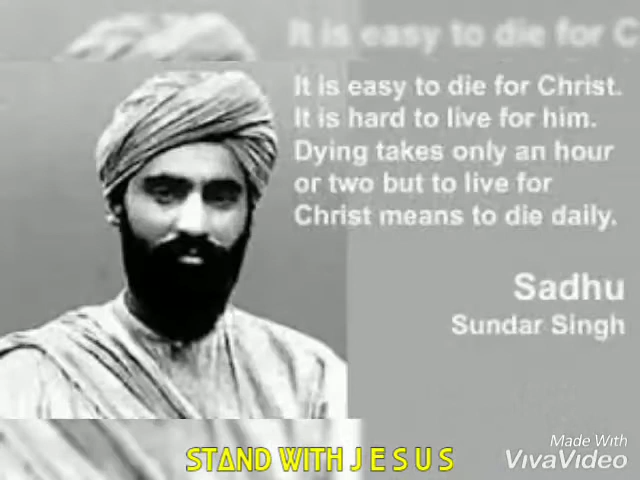 It is easy to die for C
It is easy to die for Christ.
It is hard to live for him.
Dying takes only an hour
or two but to live for
Christ means to die daily.
Sadhu
Sundar Singh
STAND WITH J E S U S
Made With
VivaVideo